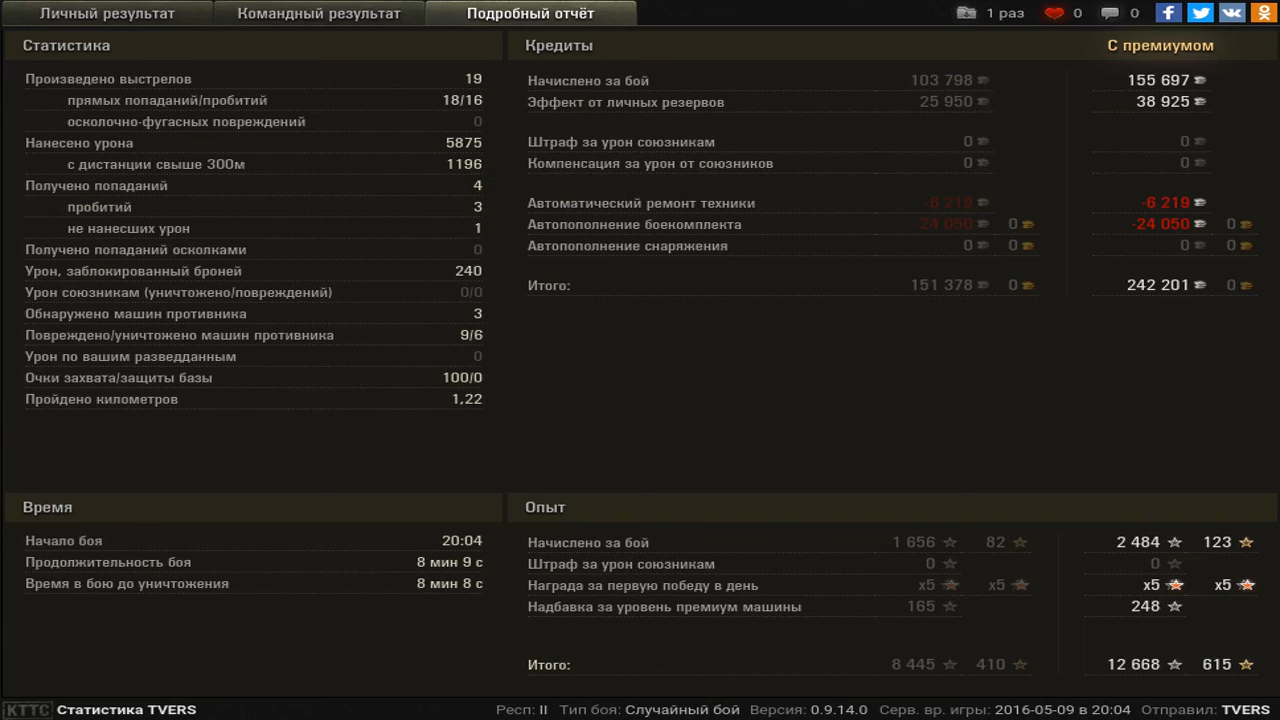 Личный результат Командный результат Подробный отчёт 1 раз 0 0
Статистика
Произведено выстрелов 19
прямых попаданий/пробитий 18/16
осколочно-фугасных повреждений 0
Нанесено урона 5875
с дистанции свыше 300м 1196
Получено попаданий 4
пробитий 3
не нанесших урон 1
Получено попаданий осколками 0
Урон, заблокированный броней 240
Урон союзникам (уничтожено/повреждений) 0/0
Обнаружено машин противника 3
Повреждено/уничтожено машин противника 9/6
Урон по вашим разведданным 0
Очки захвата/защиты базы 100/0
Пройдено километров 1,22
Кредиты С премиумом
Начислено за бой 103 798 155 697
Эффект от личных резервов 25 950 38 925
Штраф за урон союзникам 0 0
Компенсация за урон от союзников 0 0
Автоматический ремонт техники -6 219 -6 219
Автопополнение боекомплекта -24 050 0 -24 050 0
Автопополнение снаряжения 0 0 0 0
Итого: 151 378 0 242 201 0
Время
Начало боя 20:04
Продолжительность боя 8 мин 9 с
Время в бою до уничтожения 8 мин 8 с
Опыт
Начислено за бой 1 656 82 2 484 123
Штраф за урон союзникам 0 0
Награда за первую победу в день x5 x5 x5 x5
Надбавка за уровень премиум машины 165 248
Итого: 8 445 410 12 668 615
КТТС Статистика TVERS Респ: II Тип боя: Случайный бой Версия: 0.9.14.0 Серв. вр. игры: 2016-05-09 в 20:04 Отправил: TVERS